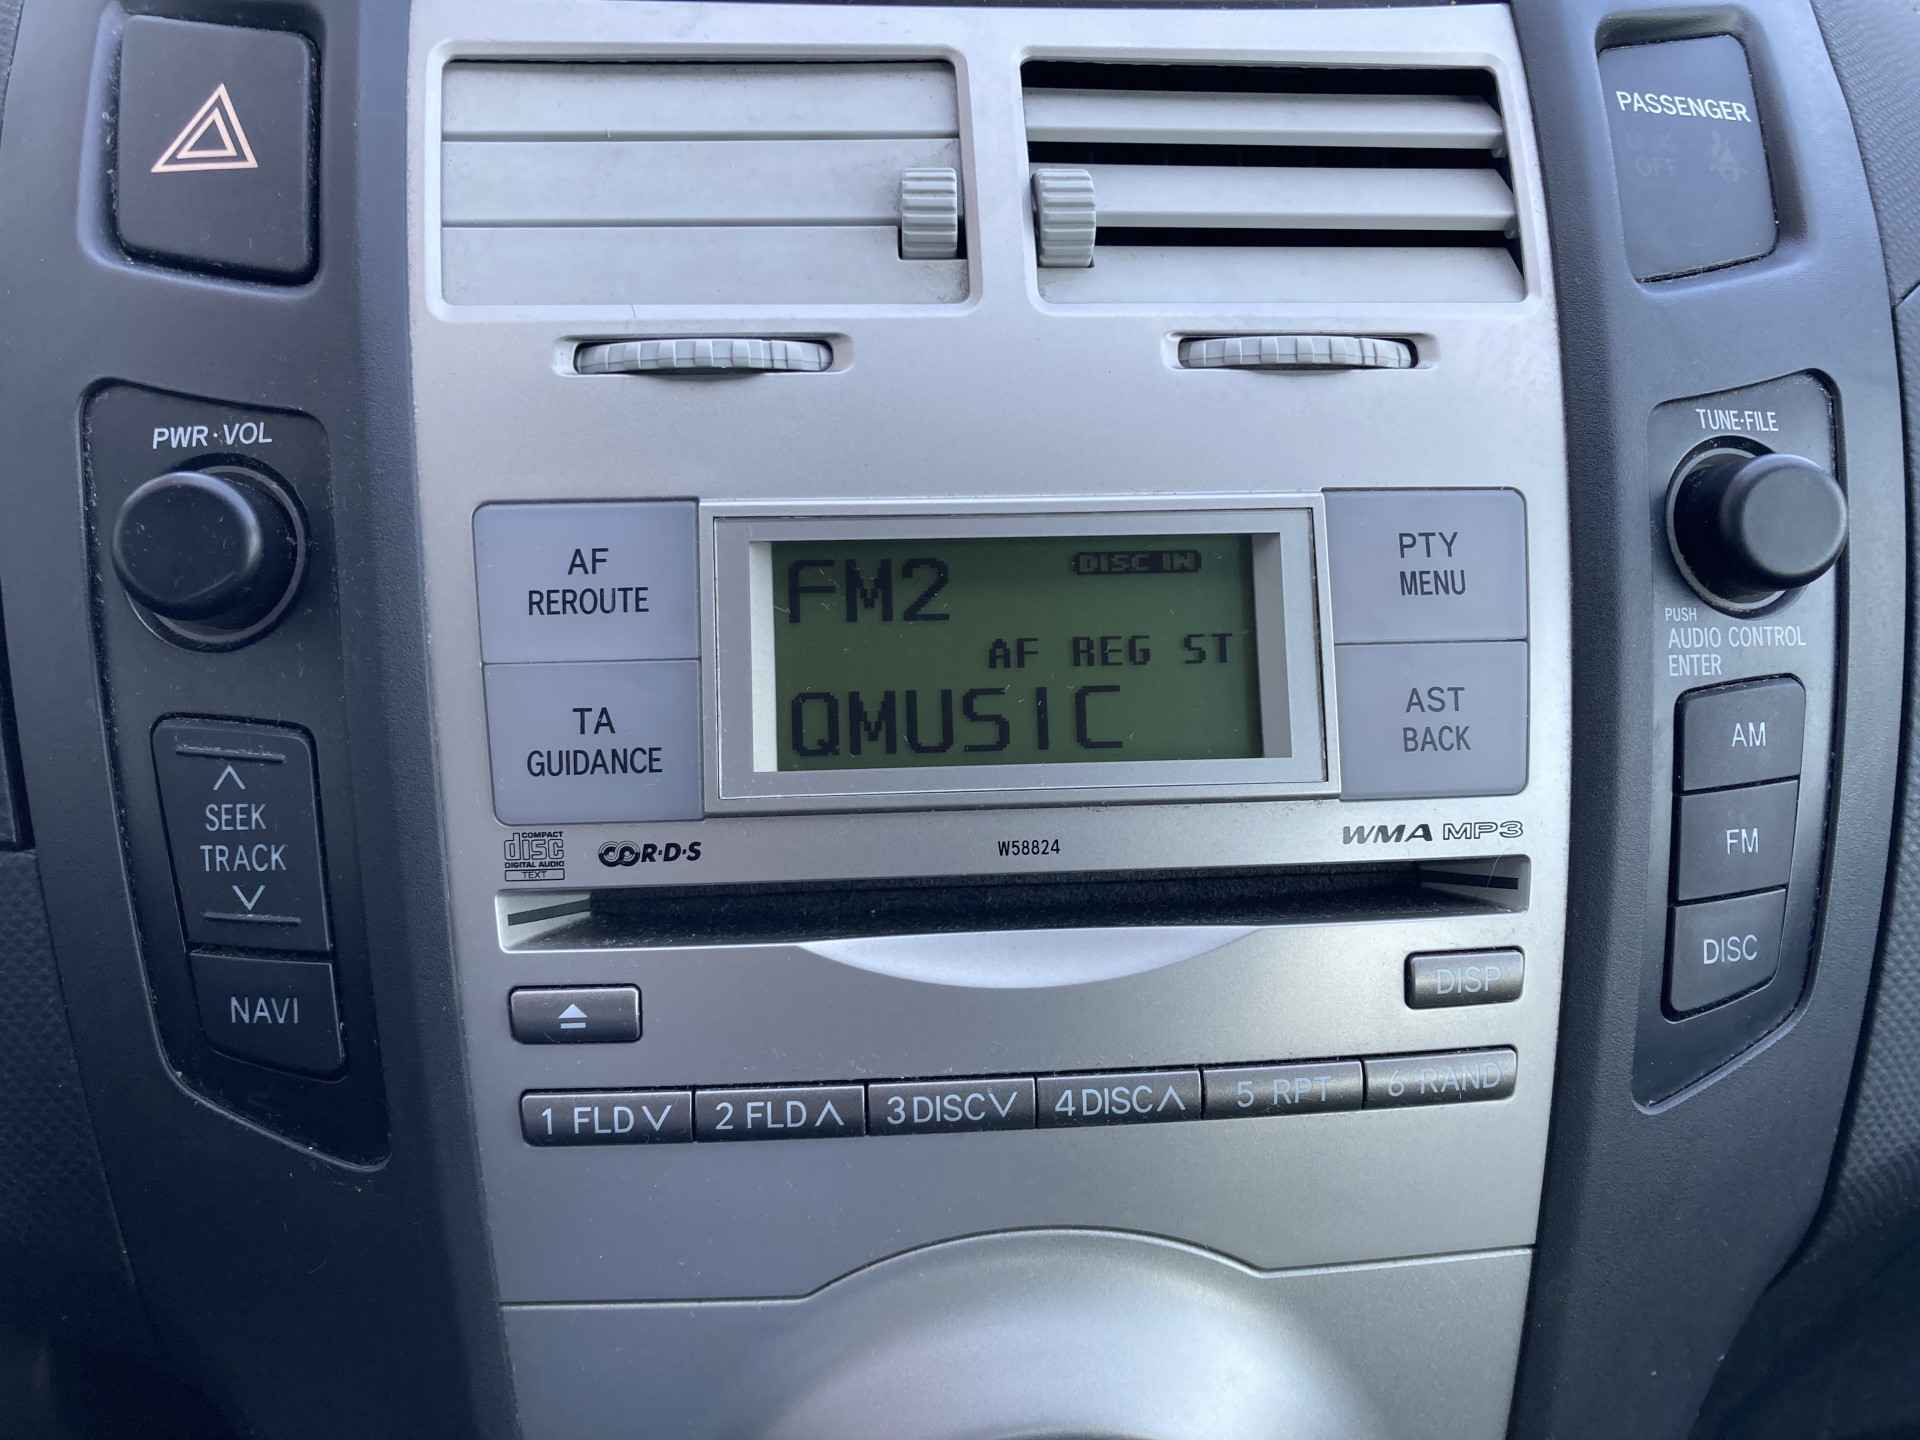 PASSENGER
OFF
PWR·VOL
TUNE·FILE
AF
REROUTE
FM2
DISC IN
PTY
MENU
AF REG ST
PUSH
AUDIO CONTROL
ENTER
TA
GUIDANCE
QMUSIC
AST
BACK
AM
SEEK
TRACK
COMPACT
disc
DIGITAL AUDIO
TEXT
R·D·S
W58824
WMA MP3
FM
DISC
NAVI
DISP
1 FLD ∨
2 FLD ∧
3 DISC ∨
4 DISC ∧
5 RPT
6 RAND